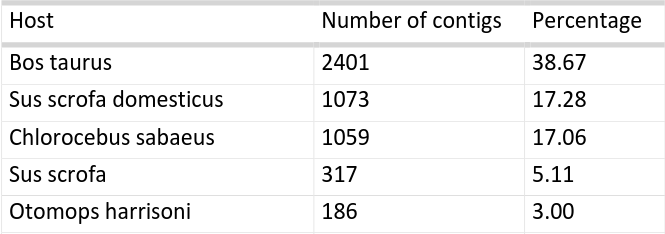 Host Number of contigs Percentage
Bos taurus 2401 38.67
Sus scrofa domesticus 1073 17.28
Chlorocebus sabaeus 1059 17.06
Sus scrofa 317 5.11
Otomops harrisoni 186 3.00